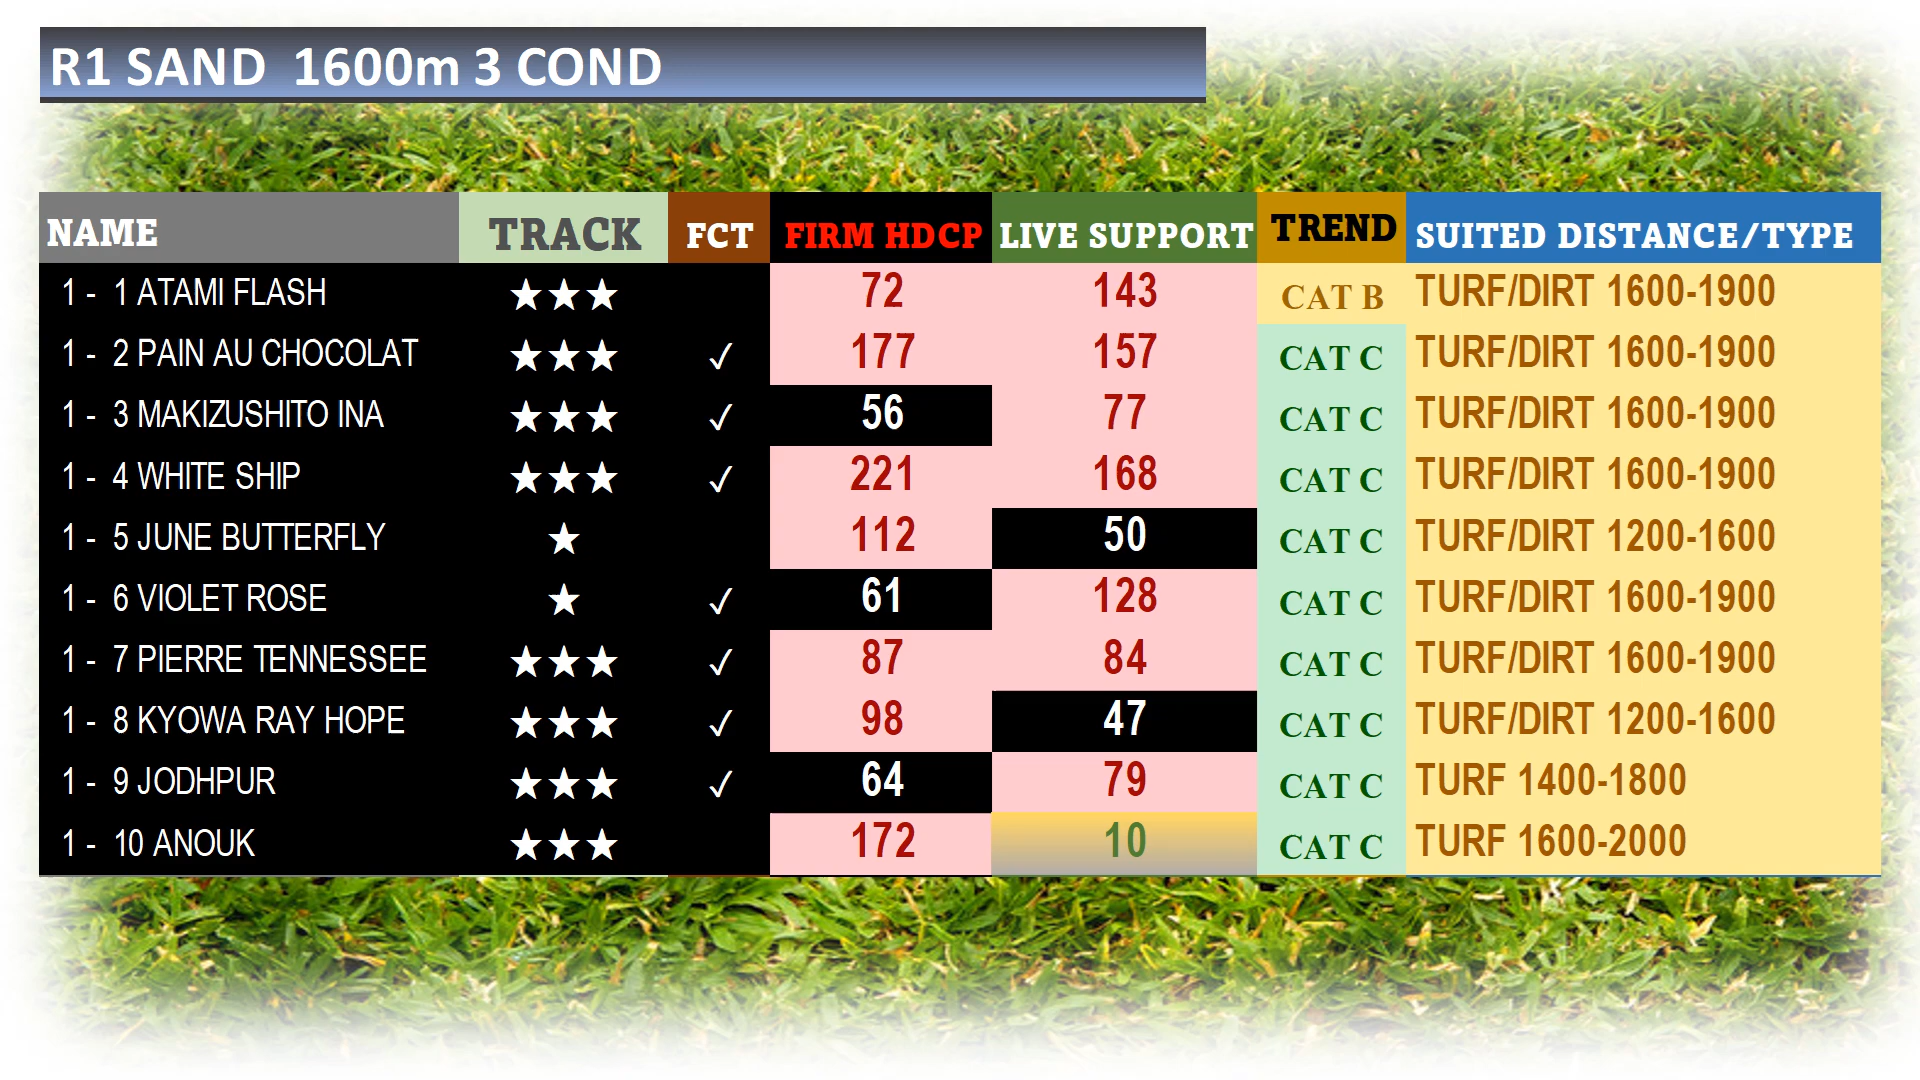 R1 SAND  1600m 3 COND
NAME TRACK FCT FIRM HDCP LIVE SUPPORT TREND SUITED DISTANCE/TYPE
1 - 1 ATAMI FLASH ★★★ 72 143 CAT B TURF/DIRT 1600-1900
1 - 2 PAIN AU CHOCOLAT ★★★ ✓ 177 157 CAT C TURF/DIRT 1600-1900
1 - 3 MAKIZUSHITO INA ★★★ ✓ 56 77 CAT C TURF/DIRT 1600-1900
1 - 4 WHITE SHIP ★★★ ✓ 221 168 CAT C TURF/DIRT 1600-1900
1 - 5 JUNE BUTTERFLY ★ 112 50 CAT C TURF/DIRT 1200-1600
1 - 6 VIOLET ROSE ★ ✓ 61 128 CAT C TURF/DIRT 1600-1900
1 - 7 PIERRE TENNESSEE ★★★ ✓ 87 84 CAT C TURF/DIRT 1600-1900
1 - 8 KYOWA RAY HOPE ★★★ ✓ 98 47 CAT C TURF/DIRT 1200-1600
1 - 9 JODHPUR ★★★ ✓ 64 79 CAT C TURF 1400-1800
1 - 10 ANOUK ★★★ 172 10 CAT C TURF 1600-2000